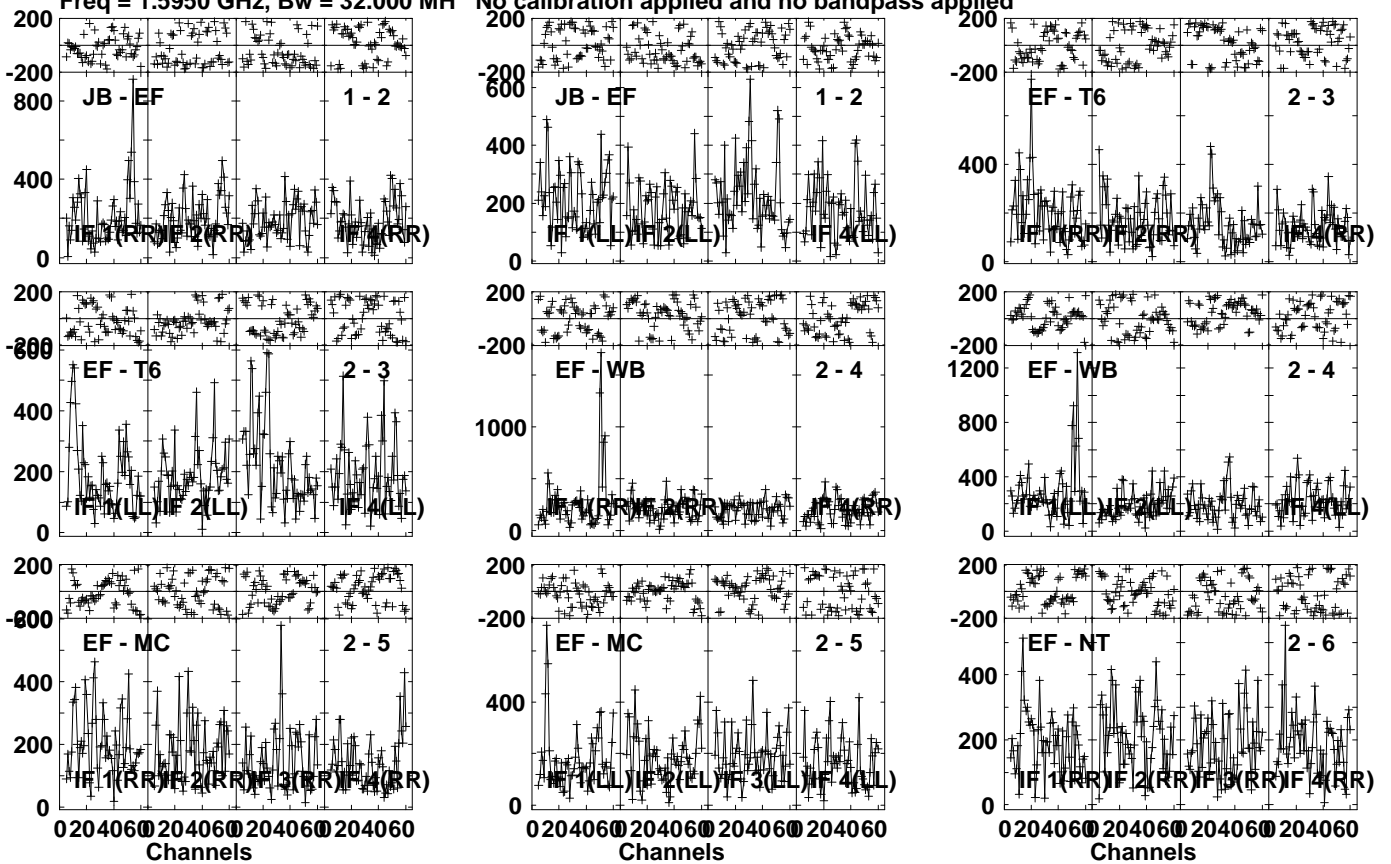 Freq = 1.5950 GHz, Bw = 32.000 MH No calibration applied and no bandpass applied
200 200 200
-200 -200 -200
JB - EF 1 - 2 JB - EF 1 - 2 EF - T6 2 - 3
800 600
400 400 400
200
0 0 0
IF 1(RR) IF 2(RR) IF 4(RR) IF 1(LL) IF 2(LL) IF 4(LL) IF 1(RR) IF 2(RR) IF 4(RR)
200 200 200
-200 -200 -200
600 EF - T6 2 - 3 EF - WB 2 - 4 EF - WB 2 - 4
1200
400 1000 800
200 400
0 0 0
IF 1(LL) IF 2(LL) IF 4(LL) IF 1(RR) IF 2(RR) IF 4(RR) IF 1(LL) IF 2(LL) IF 4(LL)
200 200 200
-200 -200 -200
600 EF - MC 2 - 5 EF - MC 2 - 5 EF - NT 2 - 6
400 400 400
200 200
0 0 0
IF 1(RR) IF 2(RR) IF 3(RR) IF 4(RR) IF 1(LL) IF 2(LL) IF 3(LL) IF 4(LL) IF 1(RR) IF 2(RR) IF 3(RR) IF 4(RR)
0 20 40 60 0 20 40 60 0 20 40 60 0 20 40 60 0 20 40 60 0 20 40 60 0 20 40 60 0 20 40 60 0 20 40 60 0 20 40 60 0 20 40 60 0 20 40 60
Channels Channels Channels